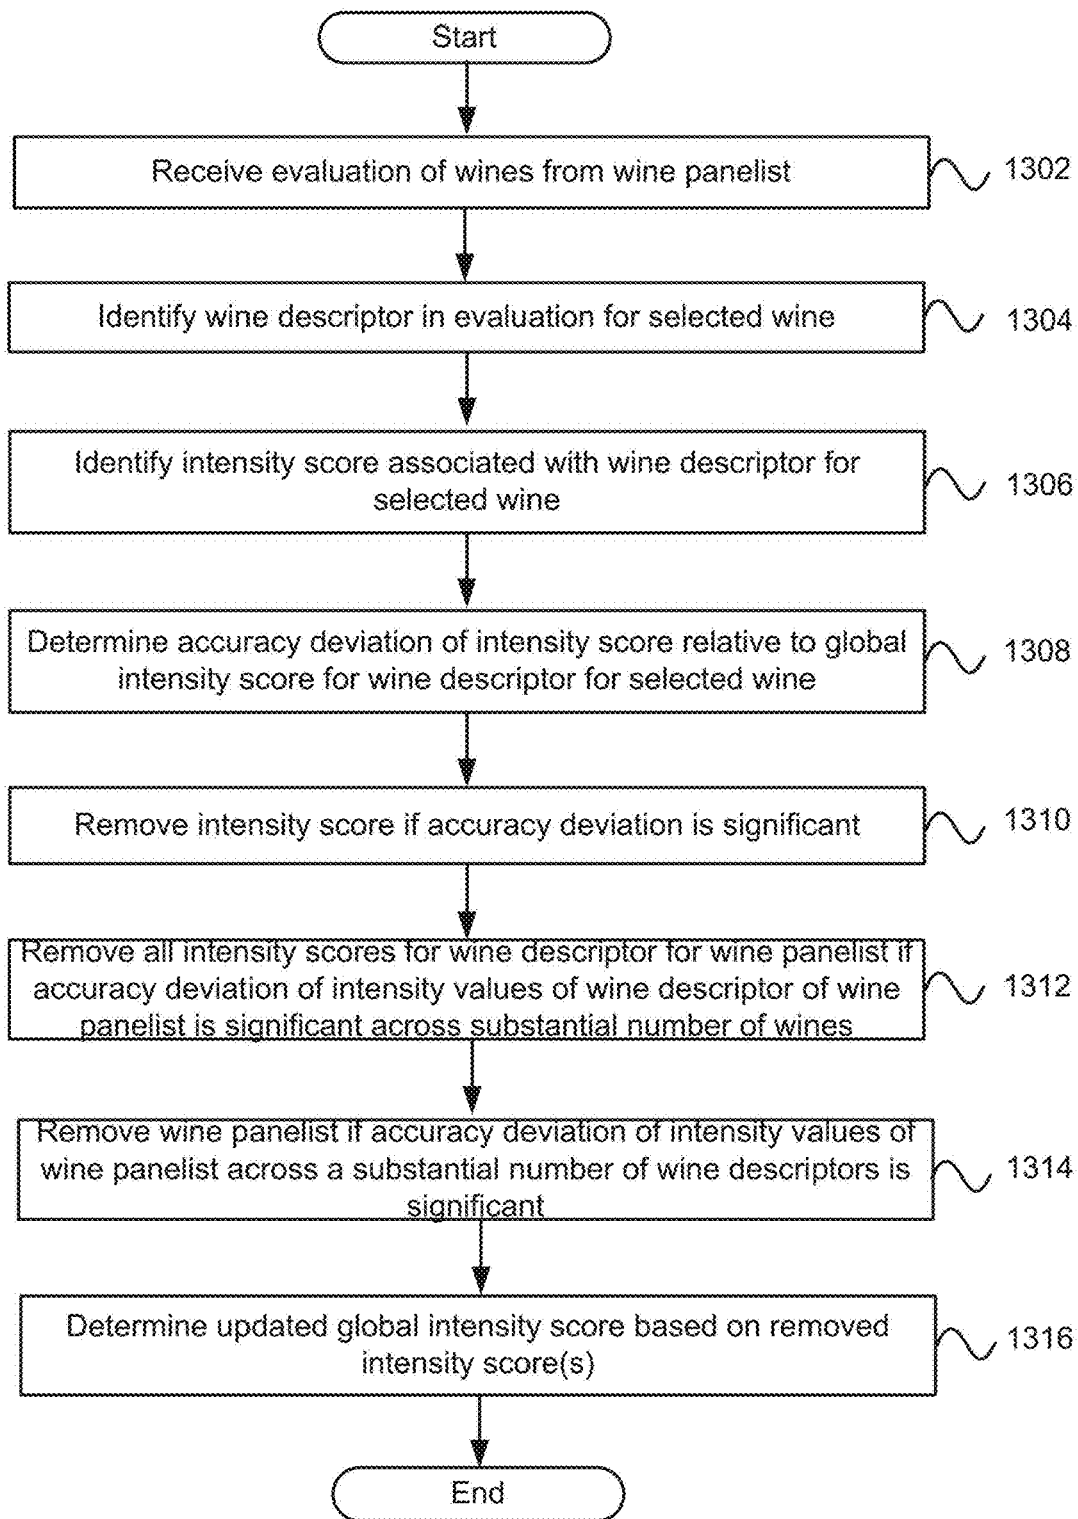 Start
Receive evaluation of wines from wine panelist
1302
Identify wine descriptor in evaluation for selected wine
1304
Identify intensity score associated with wine descriptor for
selected wine
1306
Determine accuracy deviation of intensity score relative to global
intensity score for wine descriptor for selected wine
1308
Remove intensity score if accuracy deviation is significant
1310
Remove all intensity scores for wine descriptor for wine panelist if
accuracy deviation of intensity values of wine descriptor of wine
panelist is significant across substantial number of wines
1312
Remove wine panelist if accuracy deviation of intensity values of
wine panelist across a substantial number of wine descriptors is
significant
1314
Determine updated global intensity score based on removed
intensity score(s)
1316
End